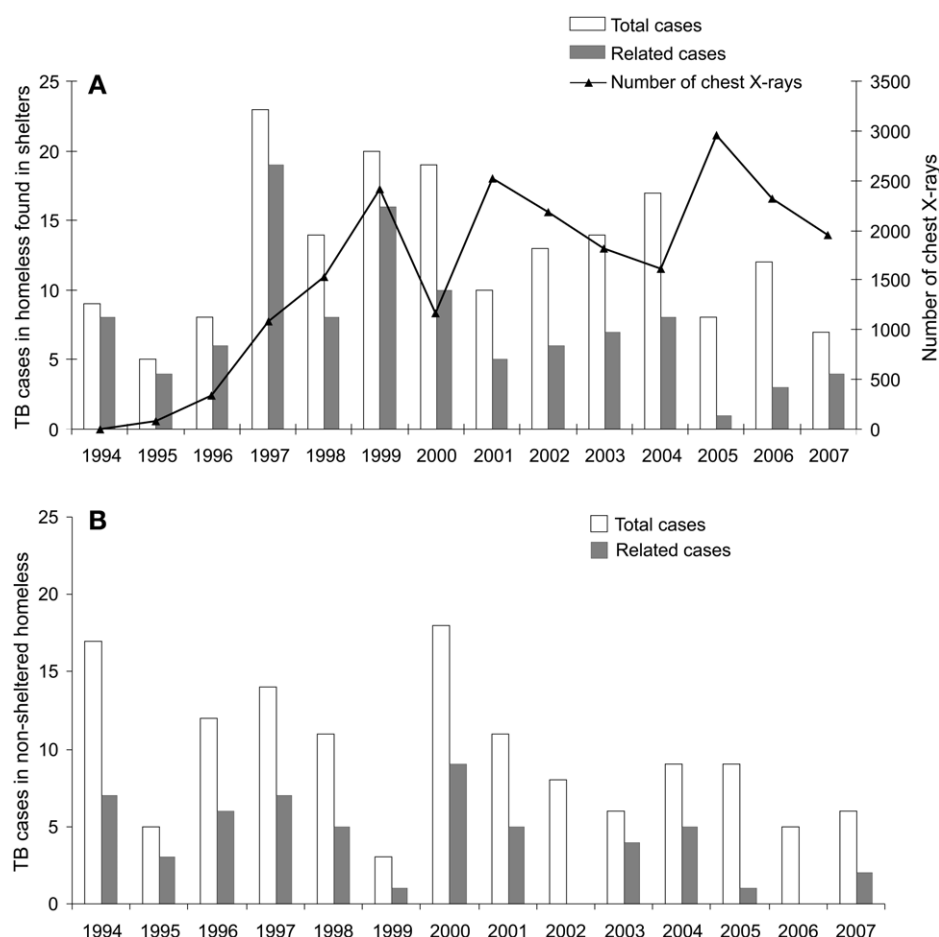 Total cases
Related cases
Number of chest X-rays
A
TB cases in homeless found in shelters
25
20
15
10
5
0
3500
3000
2500
2000
1500
1000
500
0
Number of chest X-rays
1994 1995 1996 1997 1998 1999 2000 2001 2002 2003 2004 2005 2006 2007
B
Total cases
Related cases
TB cases in non-sheltered homeless
25
20
15
10
5
0
1994 1995 1996 1997 1998 1999 2000 2001 2002 2003 2004 2005 2006 2007